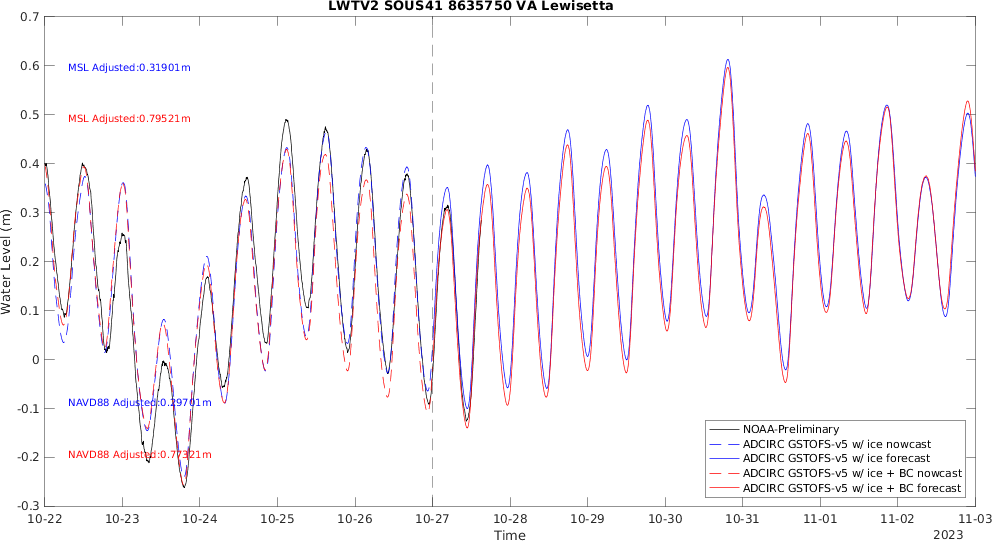 LWTV2 SOUS41 8635750 VA Lewisetta
0.7
0.6
0.5
0.4
0.3
0.2
0.1
0
-0.1
-0.2
-0.3
Water Level (m)
MSL Adjusted:0.31901m
MSL Adjusted:0.79521m
NAVD88 Adjusted:0.29701m
NAVD88 Adjusted:0.77321m
NOAA-Preliminary
ADCIRC GSTOFS-v5 w/ ice nowcast
ADCIRC GSTOFS-v5 w/ ice forecast
ADCIRC GSTOFS-v5 w/ ice + BC nowcast
ADCIRC GSTOFS-v5 w/ ice + BC forecast
10-22 10-23 10-24 10-25 10-26 10-27 10-28 10-29 10-30 10-31 11-01 11-02 11-03
Time
2023